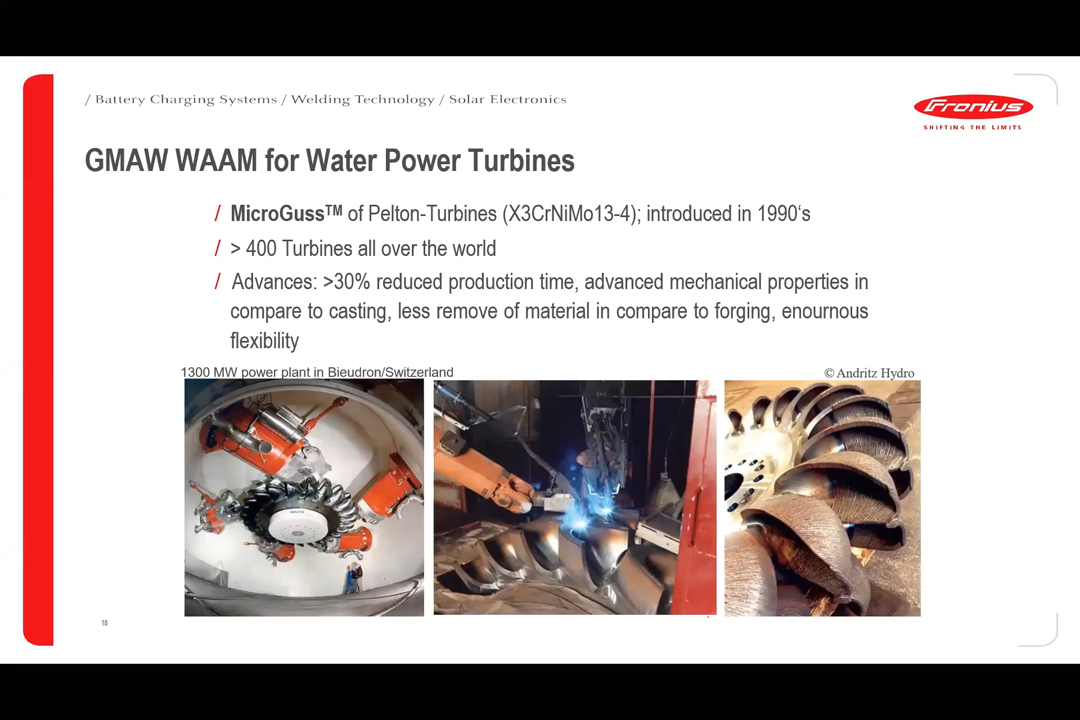 / Battery Charging Systems / Welding Technology / Solar Electronics
Fronius
SHIFTING THE LIMITS
GMAW WAAM for Water Power Turbines
/ MicroGuss™ of Pelton-Turbines (X3CrNiMo13-4); introduced in 1990‘s
/ > 400 Turbines all over the world
/ Advances: >30% reduced production time, advanced mechanical properties in
compare to casting, less remove of material in compare to forging, enournous
flexibility
1300 MW power plant in Bieudron/Switzerland
© Andritz Hydro
18